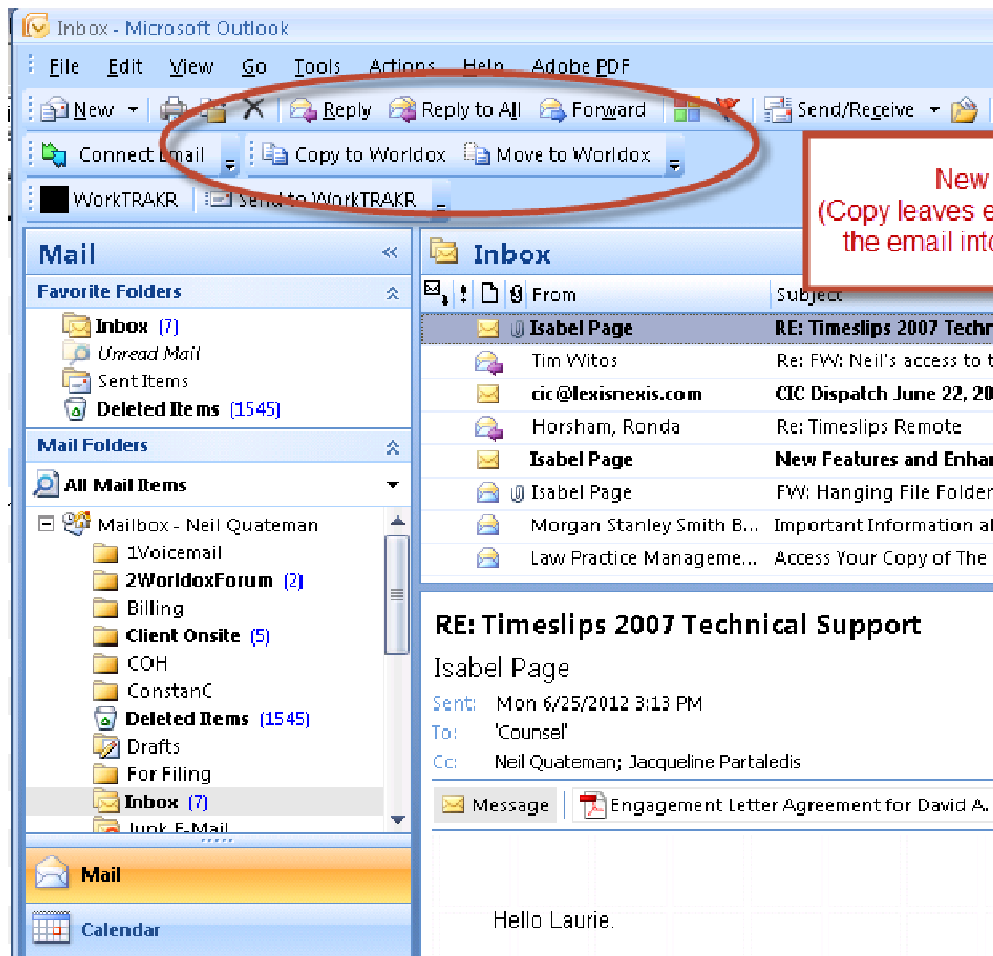 Inbox - Microsoft Outlook
File Edit View Go Tools Actions Help Adobe PDF
New Reply Reply to All Forward Send/Receive
Connect Email Copy to Worldox Move to Worldox
WorkTRAKR Send to WorkTRAKR
New
(Copy leaves e
the email into
Mail
Favorite Folders
Inbox (7)
Unread Mail
Sent Items
Deleted Items (1545)
Mail Folders
All Mail Items
Mailbox - Neil Quateman
1Voicemail
2WorldoxForum (2)
Billing
Client Onsite (5)
COH
ConstanC
Deleted Items (1545)
Drafts
For Filing
Inbox (7)
Junk E-Mail
Mail
Calendar
Inbox
From Subject
Isabel Page RE: Timeslips 2007 Techn
Tim Witos Re: FW: Neil's access to t
cic@lexisnexis.com CIC Dispatch June 22, 20
Horsham, Ronda Re: Timeslips Remote
Isabel Page New Features and Enhan
Isabel Page FW: Hanging File Folder
Morgan Stanley Smith B... Important Information al
Law Practice Manageme... Access Your Copy of The
RE: Timeslips 2007 Technical Support
Isabel Page
Sent: Mon 6/25/2012 3:13 PM
To: 'Counsel'
Cc: Neil Quateman; Jacqueline Partaledis
Message Engagement Letter Agreement for David A.
Hello Laurie.